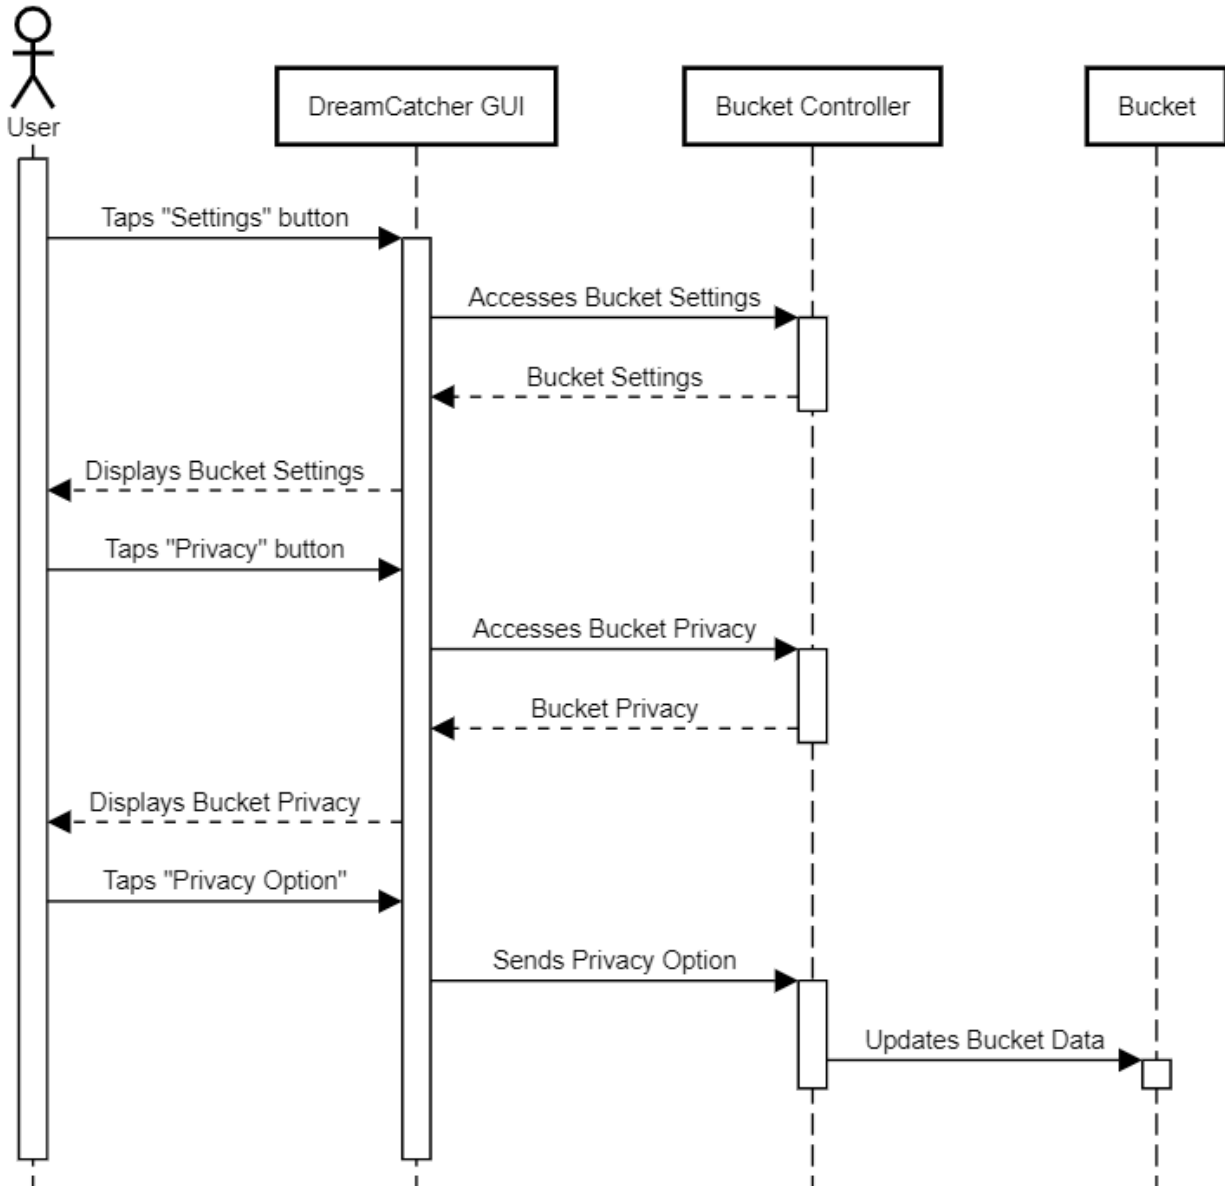 User
DreamCatcher GUI
Bucket Controller
Bucket
Taps "Settings" button
Accesses Bucket Settings
Bucket Settings
Displays Bucket Settings
Taps "Privacy" button
Accesses Bucket Privacy
Bucket Privacy
Displays Bucket Privacy
Taps "Privacy Option"
Sends Privacy Option
Updates Bucket Data